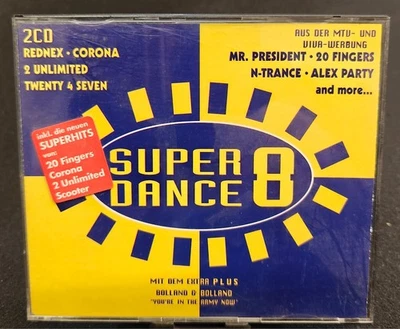 2CD
REDNEX • CORONA
2 UNLIMITED
TWENTY 4 SEVEN
AUS DER MTV- UND
VIVA-WERBUNG
MR. PRESIDENT • 20 FINGERS
N-TRANCE • ALEX PARTY
and more...
inkl. die neuen
SUPERHITS
von:
20 Fingers
Corona
2 Unlimited
Scooter
SUPER
DANCE 8
MIT DEM EXTRA PLUS
BOLLAND & BOLLAND
"YOU'RE IN THE ARMY NOW"